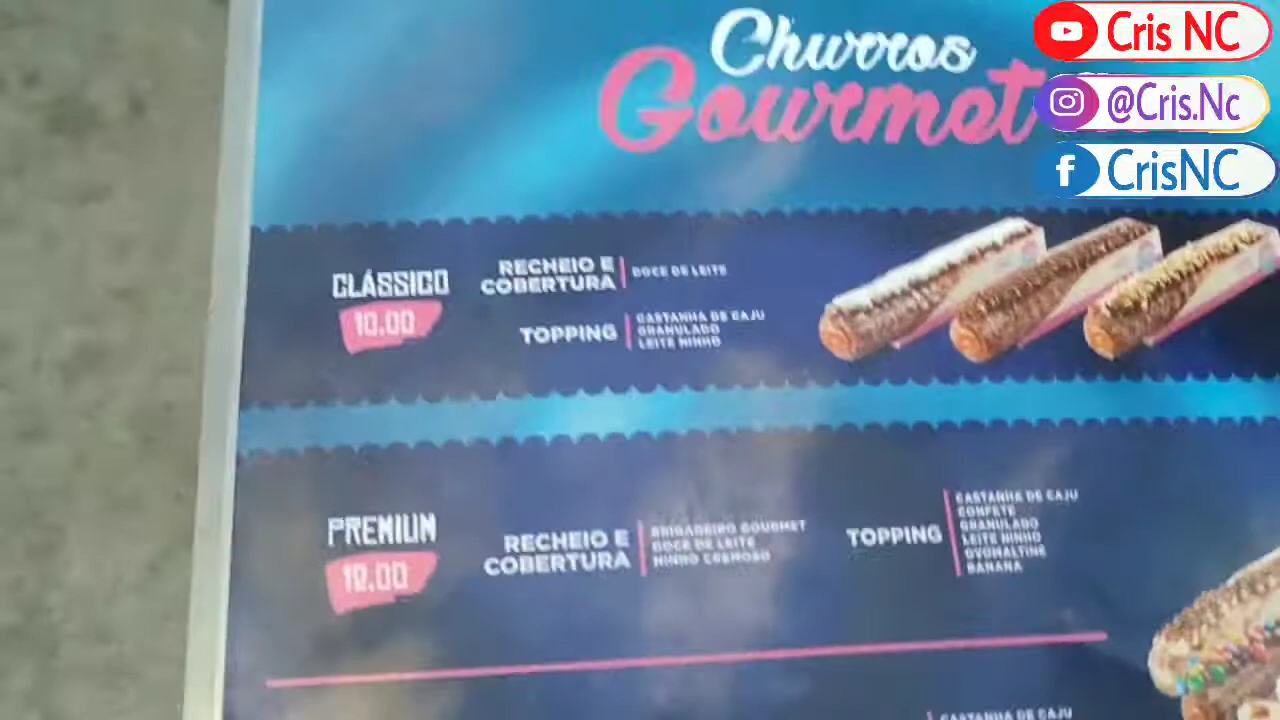 Churros
Gourmet
Cris NC
@Cris.Nc
CrisNC
CLÁSSICO
10.00
RECHEIO E
COBERTURA
DOCE DE LEITE
TOPPING
CASTANHA DE CAJU
GRANULADO
LEITE NINHO
PREMIUM
12.00
RECHEIO E
COBERTURA
BRIGADEIRO GOURMET
DOCE DE LEITE
NINHO CREMOSO
TOPPING
CASTANHA DE CAJU
CONFETE
GRANULADO
LEITE NINHO
OVOMALTINE
BANANA
CASTANHA DE CAJU